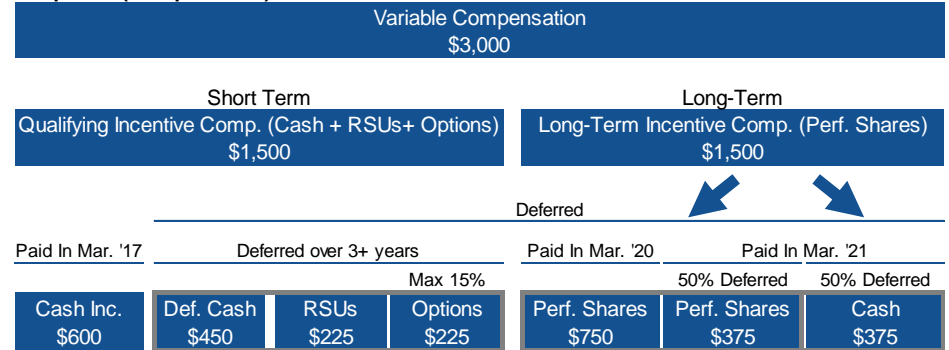 Variable Compensation
$3,000
Short Term
Long-Term
Qualifying Incentive Comp. (Cash + RSUs+ Options)
$1,500
Long-Term Incentive Comp. (Perf. Shares)
$1,500
Deferred
Paid In Mar. '17
Deferred over 3+ years
Paid In Mar. '20
Paid In Mar. '21
Max 15%
50% Deferred
50% Deferred
Cash Inc.
$600
Def. Cash
$450
RSUs
$225
Options
$225
Perf. Shares
$750
Perf. Shares
$375
Cash
$375